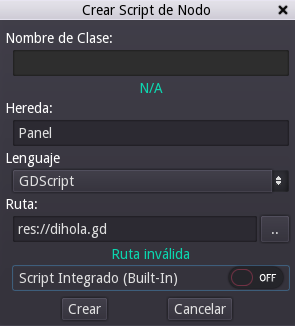 Crear Script de Nodo
Nombre de Clase:
N/A
Hereda:
Panel
Lenguaje
GDScript
Ruta:
res://dihola.gd
..
Ruta inválida
Script Integrado (Built-In)
OFF
Crear
Cancelar